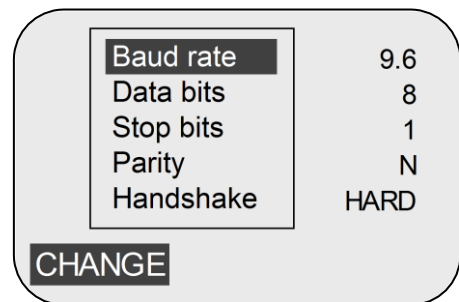 Baud rate 9.6
Data bits 8
Stop bits 1
Parity N
Handshake HARD
CHANGE